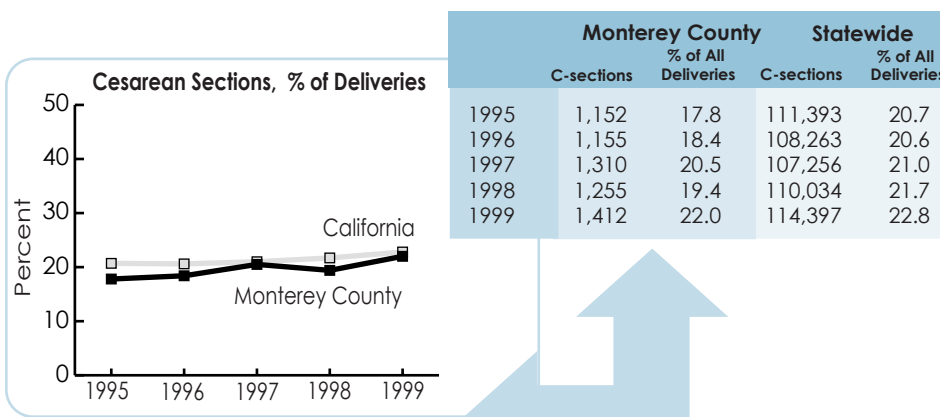 Cesarean Sections, % of Deliveries
50
40
30
20
10
0
Percent
California
Monterey County
1995 1996 1997 1998 1999
Monterey County Statewide
% of All % of All
C-sections Deliveries C-sections Deliveries
1995 1,152 17.8 111,393 20.7
1996 1,155 18.4 108,263 20.6
1997 1,310 20.5 107,256 21.0
1998 1,255 19.4 110,034 21.7
1999 1,412 22.0 114,397 22.8